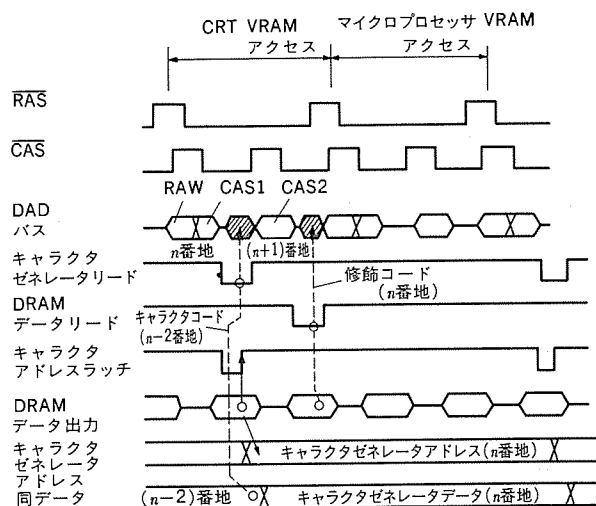 CRT VRAM アクセス
マイクロプロセッサ VRAM アクセス
RAS
CAS
RAW CAS1 CAS2
DAD バス
n番地
(n+1)番地
キャラクタ ゼネレータリード
修飾コード (n番地)
DRAM データリード
キャラクタコード (n−2番地)
キャラクタ アドレスラッチ
DRAM データ出力
キャラクタ ゼネレータ アドレス
キャラクタゼネレータアドレス(n番地)
同データ
(n−2)番地
キャラクタゼネレータデータ(n番地)